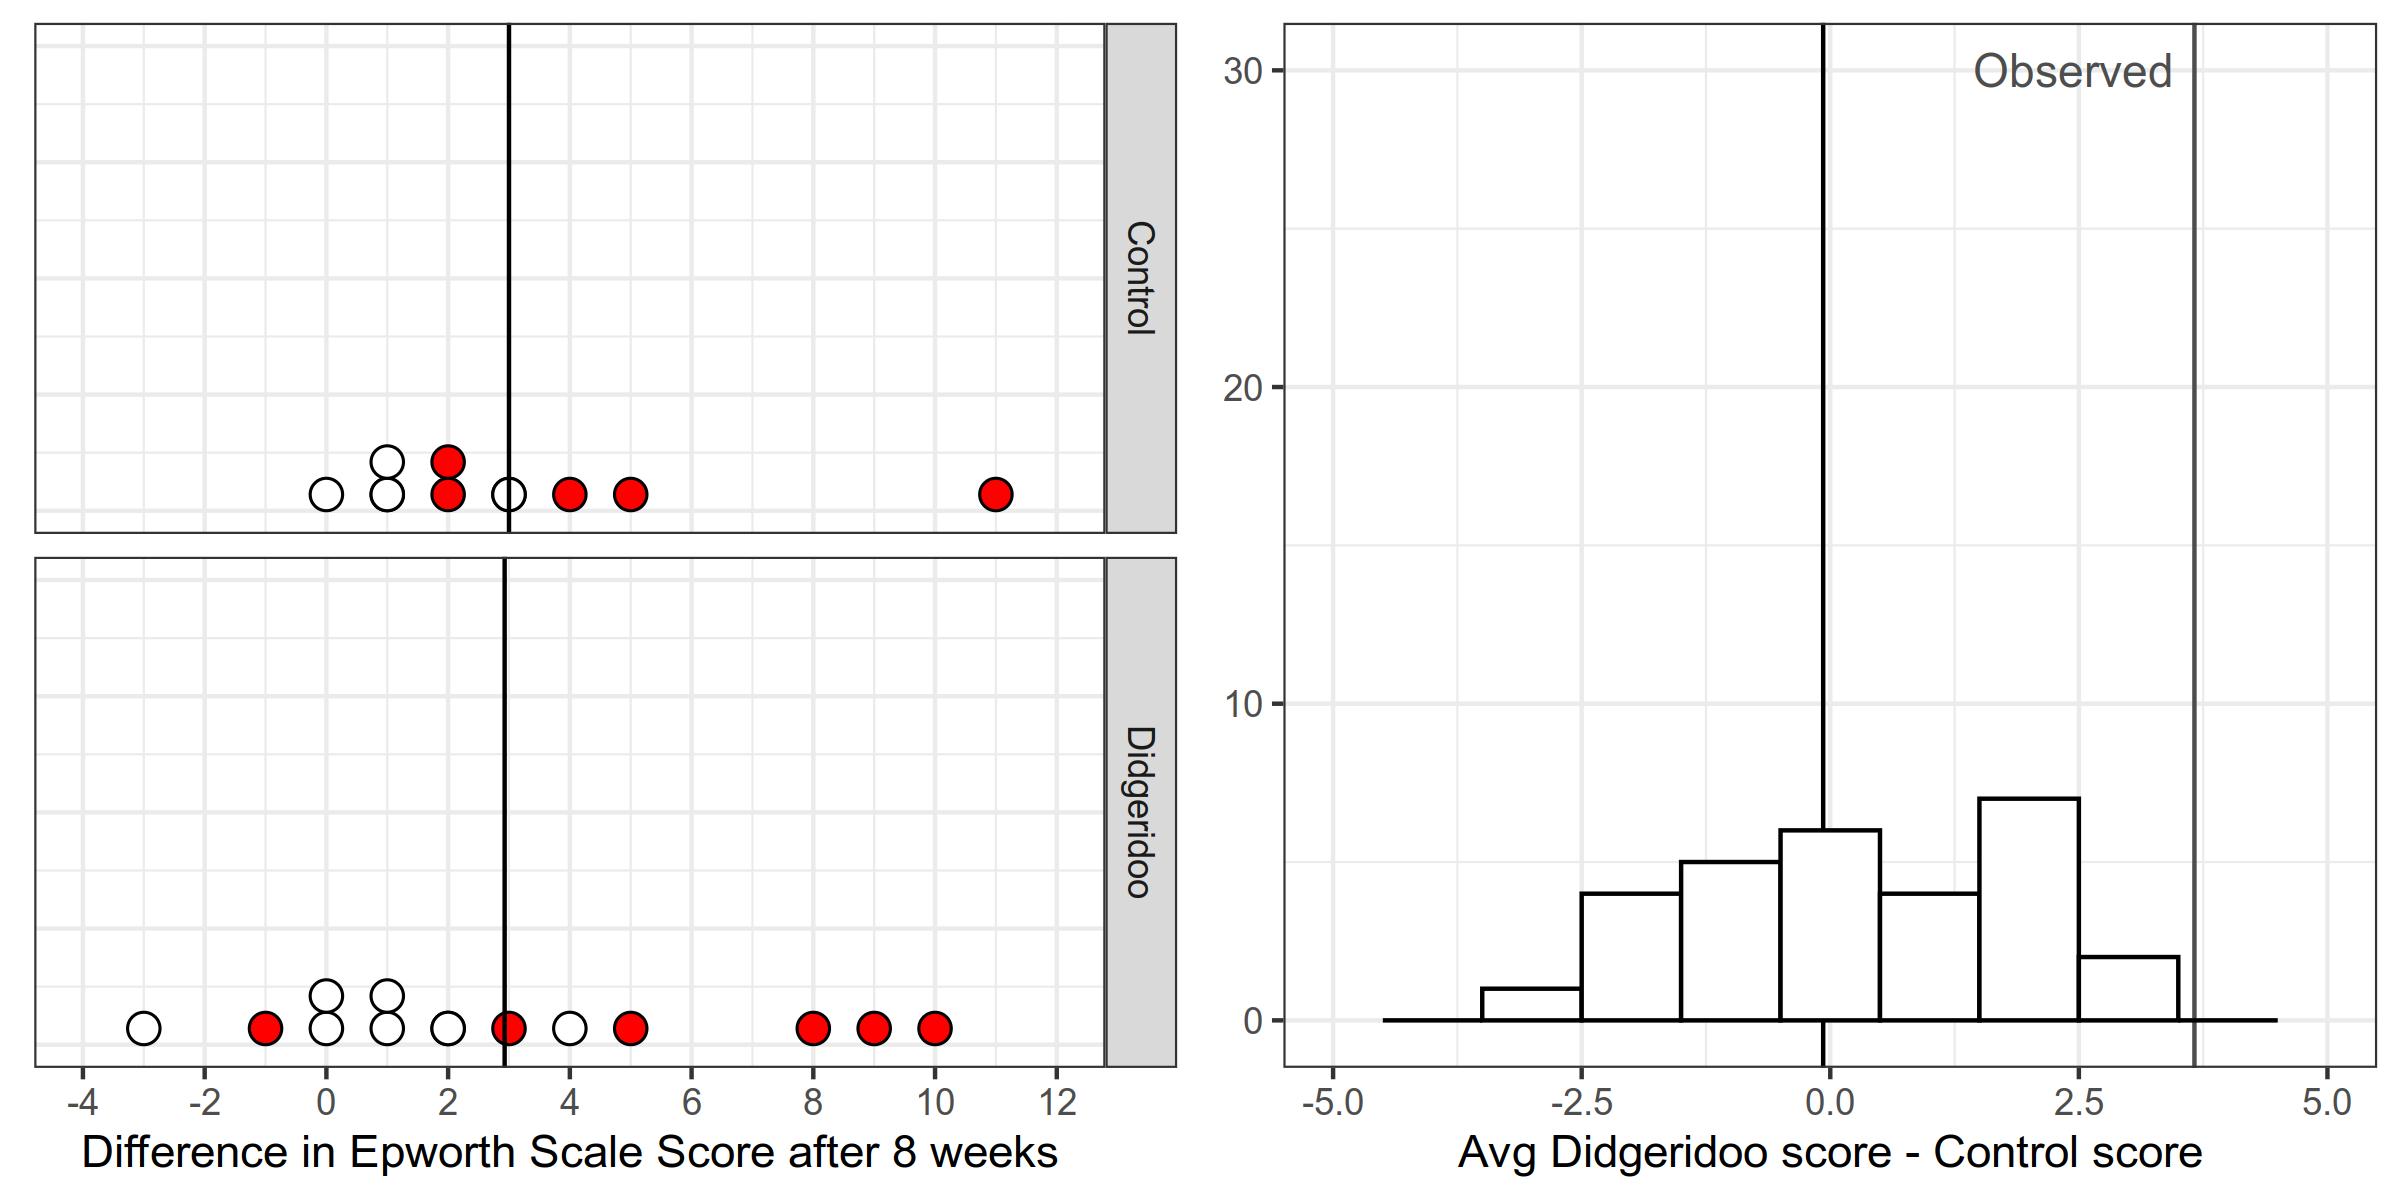 Control
Didgeridoo
-4 -2 0 2 4 6 8 10 12
Difference in Epworth Scale Score after 8 weeks
30
20
10
0
Observed
-5.0 -2.5 0.0 2.5 5.0
Avg Didgeridoo score - Control score